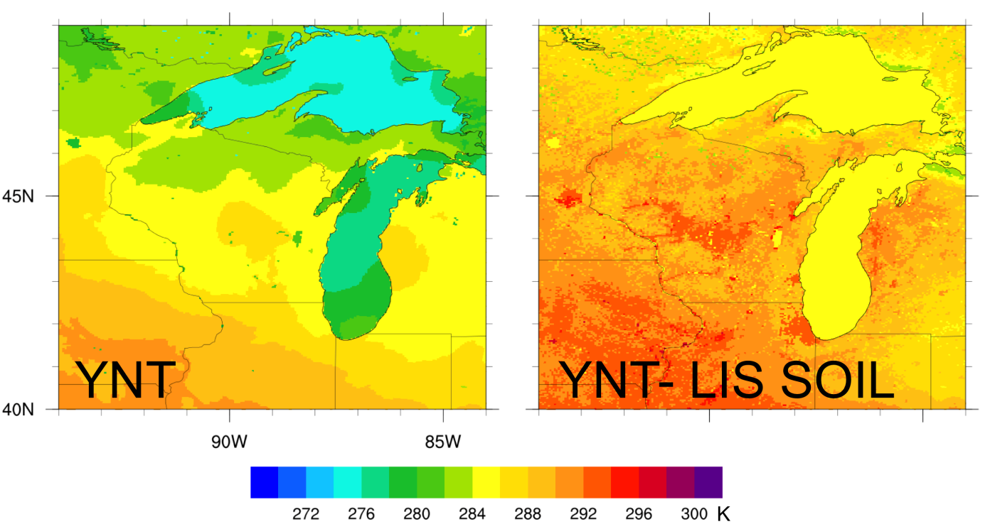 45N
40N
YNT
YNT- LIS SOIL
90W 85W
272 276 280 284 288 292 296 300 K